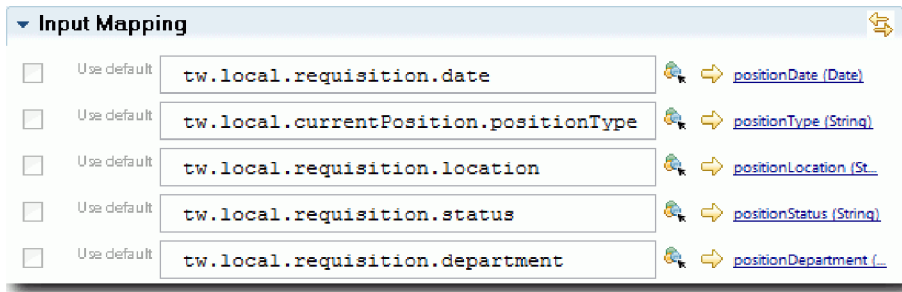 Input Mapping
Use default tw.local.requisition.date positionDate (Date)
Use default tw.local.currentPosition.positionType positionType (String)
Use default tw.local.requisition.location positionLocation (St...
Use default tw.local.requisition.status positionStatus (String)
Use default tw.local.requisition.department positionDepartment (...